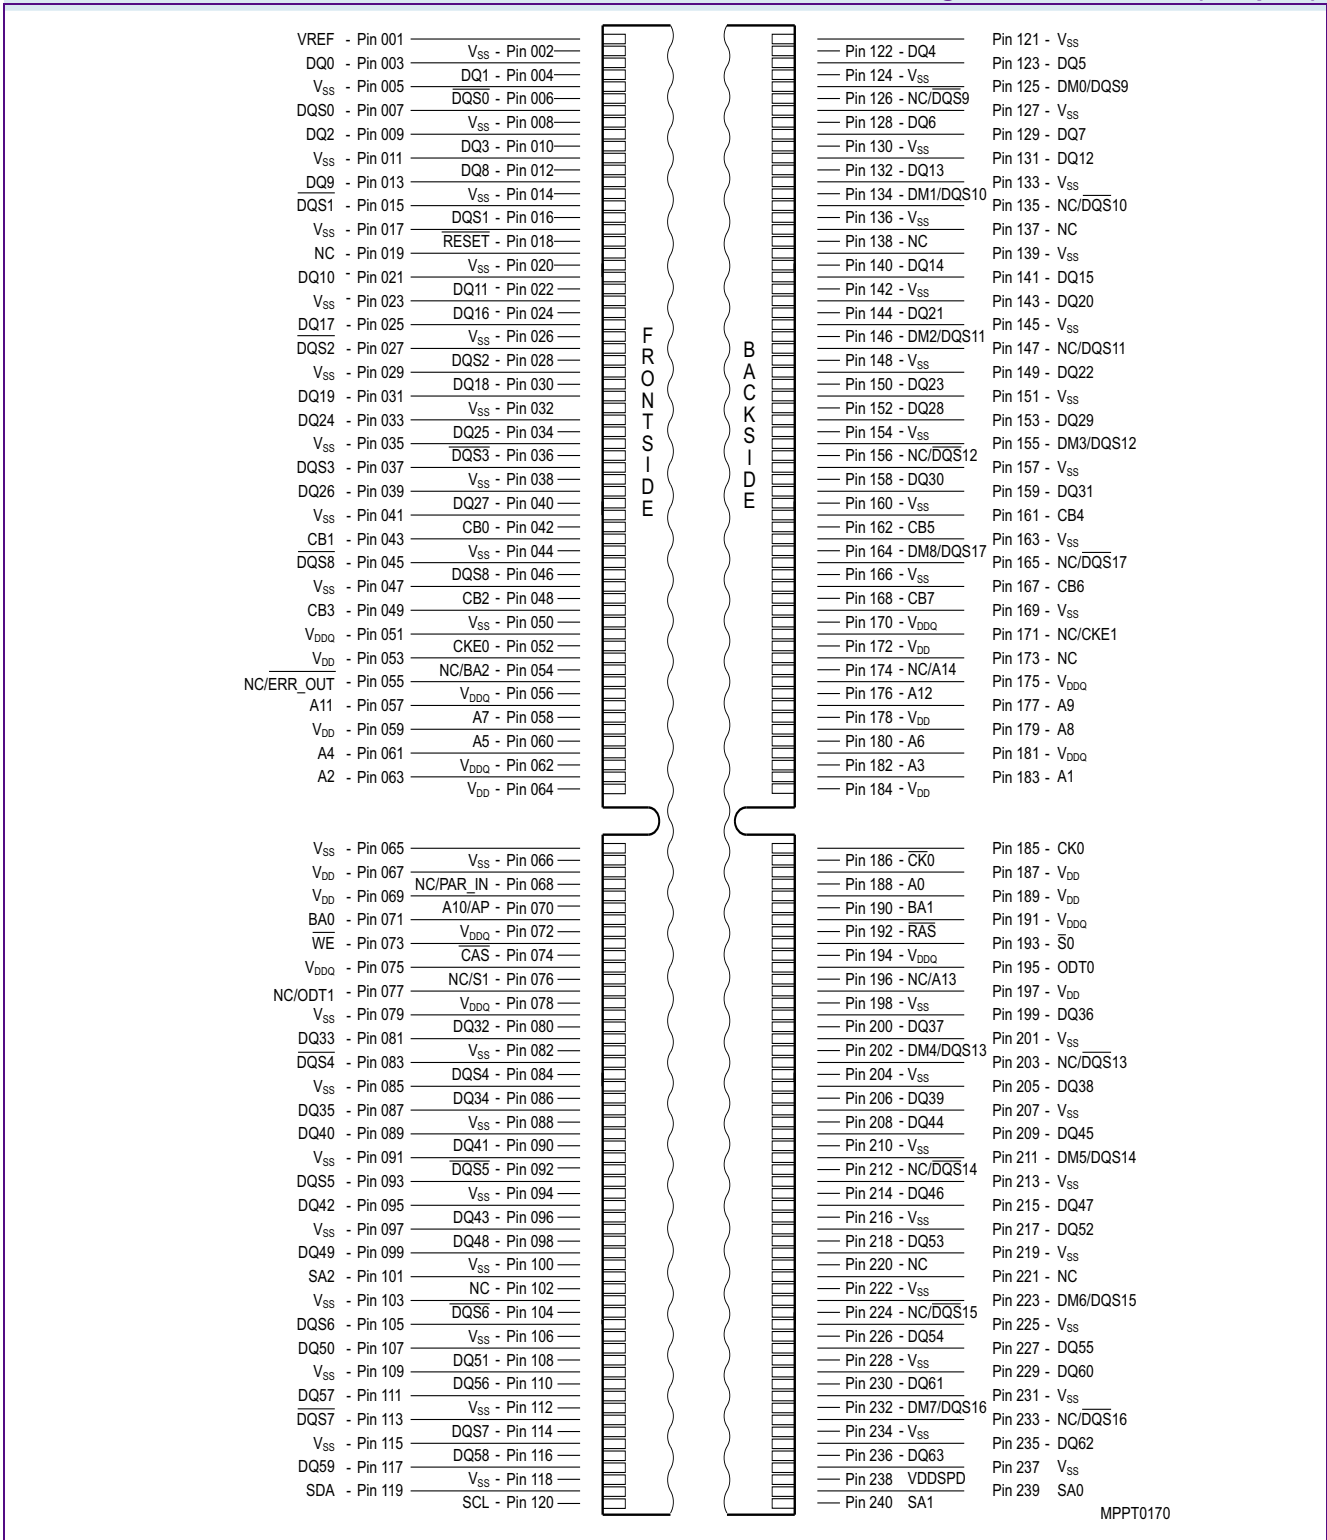 VREF - Pin 001
VSS - Pin 002
DQ0 - Pin 003
DQ1 - Pin 004
VSS - Pin 005
DQS0 - Pin 006
DQS0 - Pin 007
VSS - Pin 008
DQ2 - Pin 009
DQ3 - Pin 010
VSS - Pin 011
DQ8 - Pin 012
DQ9 - Pin 013
VSS - Pin 014
DQS1 - Pin 015
DQS1 - Pin 016
VSS - Pin 017
RESET - Pin 018
NC - Pin 019
VSS - Pin 020
DQ10 - Pin 021
DQ11 - Pin 022
VSS - Pin 023
DQ16 - Pin 024
DQ17 - Pin 025
VSS - Pin 026
DQS2 - Pin 027
DQS2 - Pin 028
VSS - Pin 029
DQ18 - Pin 030
DQ19 - Pin 031
VSS - Pin 032
DQ24 - Pin 033
DQ25 - Pin 034
VSS - Pin 035
DQS3 - Pin 036
DQS3 - Pin 037
VSS - Pin 038
DQ26 - Pin 039
DQ27 - Pin 040
VSS - Pin 041
CB0 - Pin 042
CB1 - Pin 043
VSS - Pin 044
DQS8 - Pin 045
DQS8 - Pin 046
VSS - Pin 047
CB2 - Pin 048
CB3 - Pin 049
VSS - Pin 050
VDDQ - Pin 051
CKE0 - Pin 052
VDD - Pin 053
NC/BA2 - Pin 054
NC/ERR_OUT - Pin 055
VDDQ - Pin 056
A11 - Pin 057
A7 - Pin 058
VDD - Pin 059
A5 - Pin 060
A4 - Pin 061
VDDQ - Pin 062
A2 - Pin 063
VDD - Pin 064
VSS - Pin 065
VSS - Pin 066
VDD - Pin 067
NC/PAR_IN - Pin 068
VDD - Pin 069
A10/AP - Pin 070
BA0 - Pin 071
VDDQ - Pin 072
WE - Pin 073
CAS - Pin 074
VDDQ - Pin 075
NC/S1 - Pin 076
NC/ODT1 - Pin 077
VDDQ - Pin 078
VSS - Pin 079
DQ32 - Pin 080
DQ33 - Pin 081
VSS - Pin 082
DQS4 - Pin 083
DQS4 - Pin 084
VSS - Pin 085
DQ34 - Pin 086
DQ35 - Pin 087
VSS - Pin 088
DQ40 - Pin 089
DQ41 - Pin 090
VSS - Pin 091
DQS5 - Pin 092
DQS5 - Pin 093
VSS - Pin 094
DQ42 - Pin 095
DQ43 - Pin 096
VSS - Pin 097
DQ48 - Pin 098
DQ49 - Pin 099
VSS - Pin 100
SA2 - Pin 101
NC - Pin 102
VSS - Pin 103
DQS6 - Pin 104
DQS6 - Pin 105
VSS - Pin 106
DQ50 - Pin 107
DQ51 - Pin 108
VSS - Pin 109
DQ56 - Pin 110
DQ57 - Pin 111
VSS - Pin 112
DQS7 - Pin 113
DQS7 - Pin 114
VSS - Pin 115
DQ58 - Pin 116
DQ59 - Pin 117
VSS - Pin 118
SDA - Pin 119
SCL - Pin 120
FRONTSIDE
BACKSIDE
Pin 121 - VSS
Pin 122 - DQ4
Pin 123 - DQ5
Pin 124 - VSS
Pin 125 - DM0/DQS9
Pin 126 - NC/DQS9
Pin 127 - VSS
Pin 128 - DQ6
Pin 129 - DQ7
Pin 130 - VSS
Pin 131 - DQ12
Pin 132 - DQ13
Pin 133 - VSS
Pin 134 - DM1/DQS10
Pin 135 - NC/DQS10
Pin 136 - VSS
Pin 137 - NC
Pin 138 - NC
Pin 139 - VSS
Pin 140 - DQ14
Pin 141 - DQ15
Pin 142 - VSS
Pin 143 - DQ20
Pin 144 - DQ21
Pin 145 - VSS
Pin 146 - DM2/DQS11
Pin 147 - NC/DQS11
Pin 148 - VSS
Pin 149 - DQ22
Pin 150 - DQ23
Pin 151 - VSS
Pin 152 - DQ28
Pin 153 - DQ29
Pin 154 - VSS
Pin 155 - DM3/DQS12
Pin 156 - NC/DQS12
Pin 157 - VSS
Pin 158 - DQ30
Pin 159 - DQ31
Pin 160 - VSS
Pin 161 - CB4
Pin 162 - CB5
Pin 163 - VSS
Pin 164 - DM8/DQS17
Pin 165 - NC/DQS17
Pin 166 - VSS
Pin 167 - CB6
Pin 168 - CB7
Pin 169 - VSS
Pin 170 - VDDQ
Pin 171 - NC/CKE1
Pin 172 - VDD
Pin 173 - NC
Pin 174 - NC/A14
Pin 175 - VDDQ
Pin 176 - A12
Pin 177 - A9
Pin 178 - VDD
Pin 179 - A8
Pin 180 - A6
Pin 181 - VDDQ
Pin 182 - A3
Pin 183 - A1
Pin 184 - VDD
Pin 185 - CK0
Pin 186 - CK0
Pin 187 - VDD
Pin 188 - A0
Pin 189 - VDD
Pin 190 - BA1
Pin 191 - VDDQ
Pin 192 - RAS
Pin 193 - S0
Pin 194 - VDDQ
Pin 195 - ODT0
Pin 196 - NC/A13
Pin 197 - VDD
Pin 198 - VSS
Pin 199 - DQ36
Pin 200 - DQ37
Pin 201 - VSS
Pin 202 - DM4/DQS13
Pin 203 - NC/DQS13
Pin 204 - VSS
Pin 205 - DQ38
Pin 206 - DQ39
Pin 207 - VSS
Pin 208 - DQ44
Pin 209 - DQ45
Pin 210 - VSS
Pin 211 - DM5/DQS14
Pin 212 - NC/DQS14
Pin 213 - VSS
Pin 214 - DQ46
Pin 215 - DQ47
Pin 216 - VSS
Pin 217 - DQ52
Pin 218 - DQ53
Pin 219 - VSS
Pin 220 - NC
Pin 221 - NC
Pin 222 - VSS
Pin 223 - DM6/DQS15
Pin 224 - NC/DQS15
Pin 225 - VSS
Pin 226 - DQ54
Pin 227 - DQ55
Pin 228 - VSS
Pin 229 - DQ60
Pin 230 - DQ61
Pin 231 - VSS
Pin 232 - DM7/DQS16
Pin 233 - NC/DQS16
Pin 234 - VSS
Pin 235 - DQ62
Pin 236 - DQ63
Pin 237 VSS
Pin 238 VDDSPD
Pin 239 SA0
Pin 240 SA1
MPPT0170